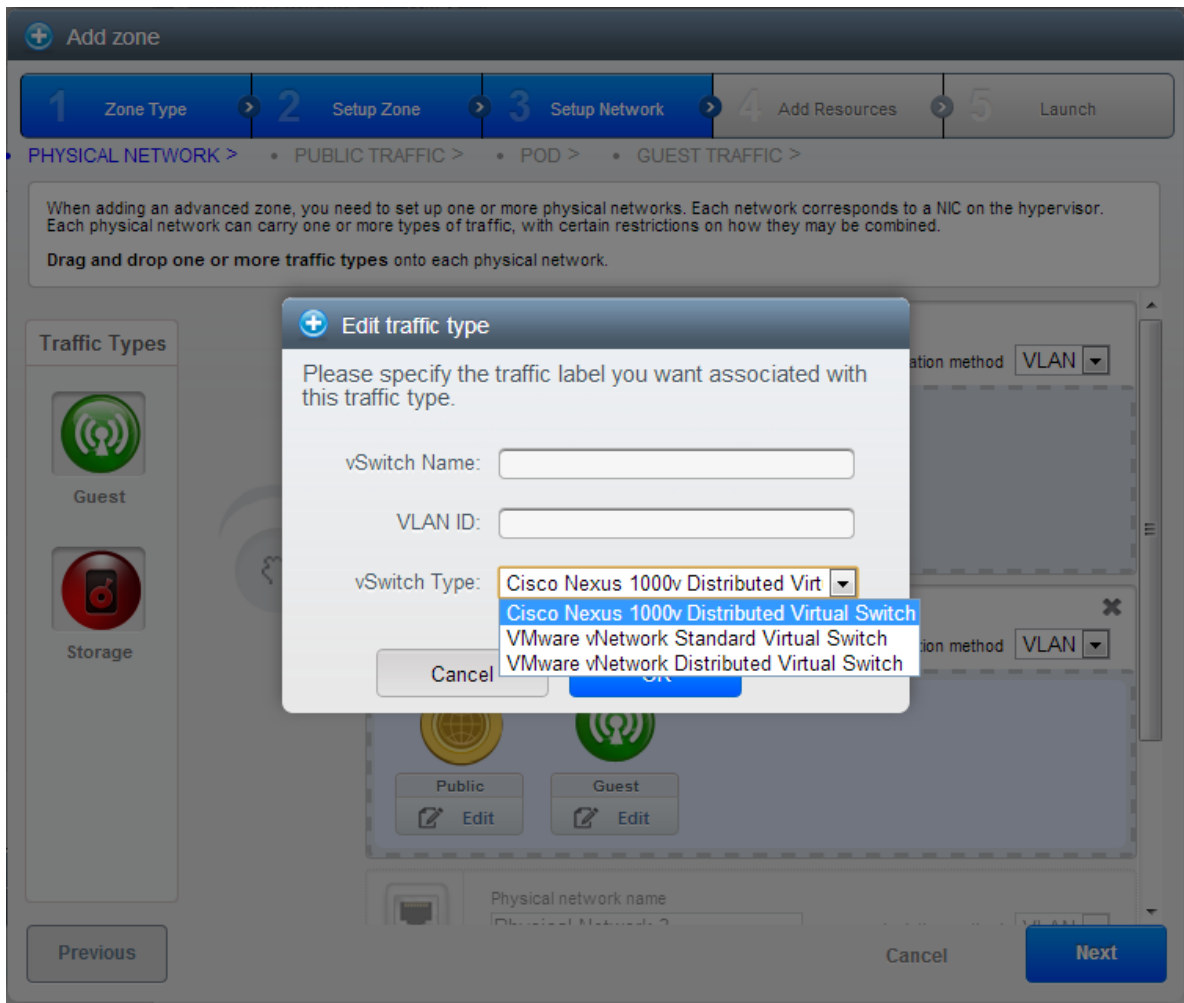 Add zone
1 Zone Type > 2 Setup Zone > 3 Setup Network > 4 Add Resources > 5 Launch
• PHYSICAL NETWORK > • PUBLIC TRAFFIC > • POD > • GUEST TRAFFIC >
When adding an advanced zone, you need to set up one or more physical networks. Each network corresponds to a NIC on the hypervisor.
Each physical network can carry one or more types of traffic, with certain restrictions on how they may be combined.
Drag and drop one or more traffic types onto each physical network.
Traffic Types
Guest
Storage
ation method VLAN
Edit traffic type
Please specify the traffic label you want associated with
this traffic type.
vSwitch Name:
VLAN ID:
vSwitch Type: Cisco Nexus 1000v Distributed Virt
Cisco Nexus 1000v Distributed Virtual Switch
VMware vNetwork Standard Virtual Switch
VMware vNetwork Distributed Virtual Switch
Cancel OK
tion method VLAN
Public
Edit
Guest
Edit
Physical network name
Physical Network 3
VLAN
Previous
Cancel
Next